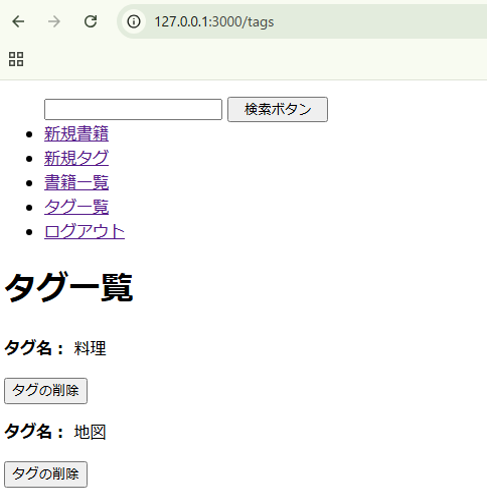 127.0.0.1:3000/tags
検索ボタン
新規書籍
新規タグ
書籍一覧
タグ一覧
ログアウト
タグ一覧
タグ名： 料理
タグの削除
タグ名： 地図
タグの削除